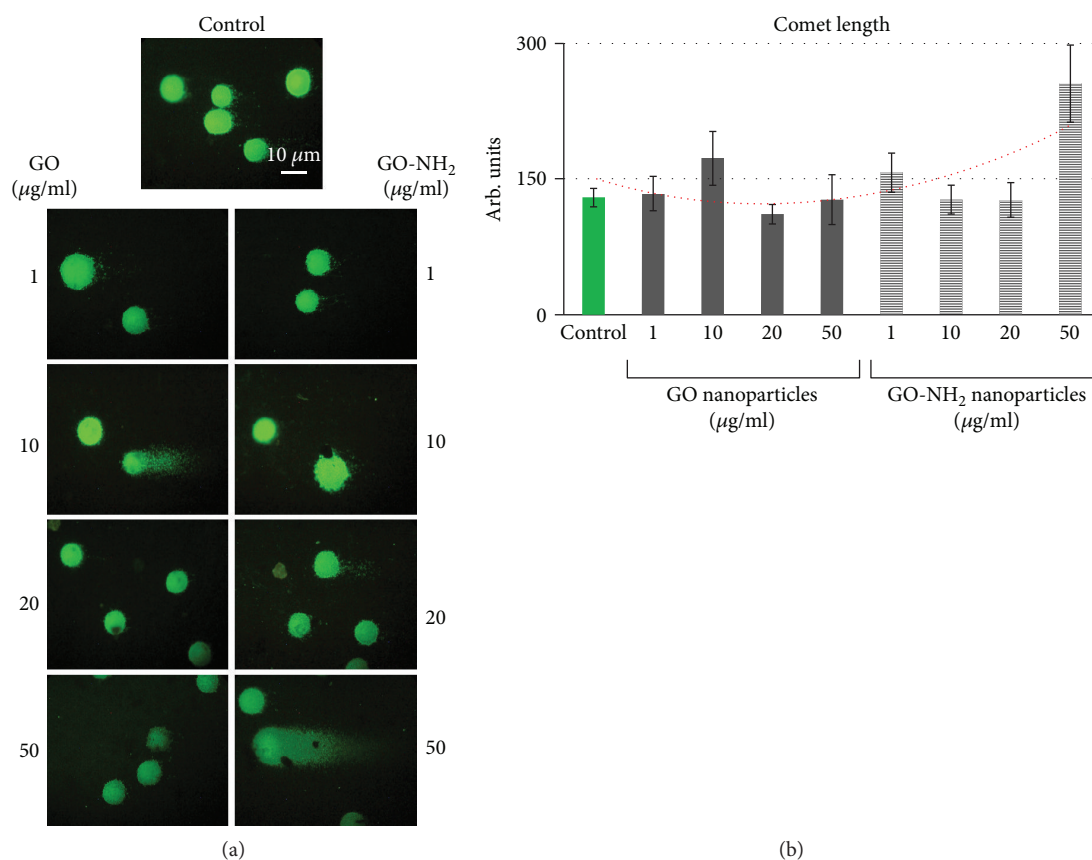 Control
10 μm
GO
(μg/ml)
GO-NH₂
(μg/ml)
1
1
10
10
20
20
50
50
(a)
Comet length
Arb. units
300
150
0
Control
1
10
20
50
1
10
20
50
GO nanoparticles
(μg/ml)
GO-NH₂ nanoparticles
(μg/ml)
(b)